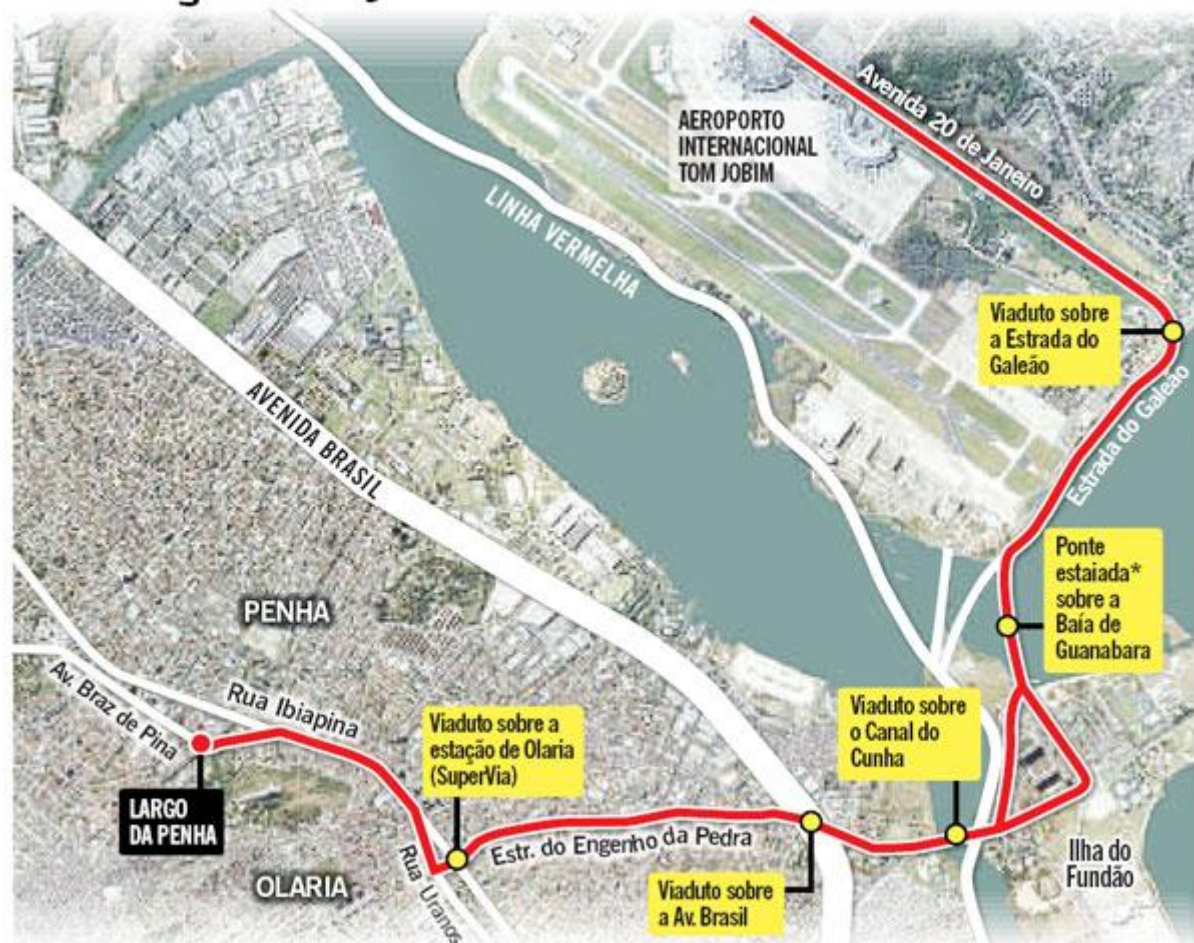 Avenida 20 de Janeiro
AEROPORTO
INTERNACIONAL
TOM JOBIM
LINHA VERMELHA
Viaduto sobre
a Estrada do
Galeão
Estrada do Galeão
AVENIDA BRASIL
Ponte
estaiada*
sobre a
Baía de
Guanabara
PENHA
Av. Braz de Pina
Rua Ibiapina
Viaduto sobre a
estação de Olaria
(SuperVia)
Viaduto sobre
o Canal do
Cunha
LARGO
DA PENHA
OLARIA
Rua Uranos
Estr. do Engenho da Pedra
Viaduto sobre
a Av. Brasil
Ilha do
Fundão